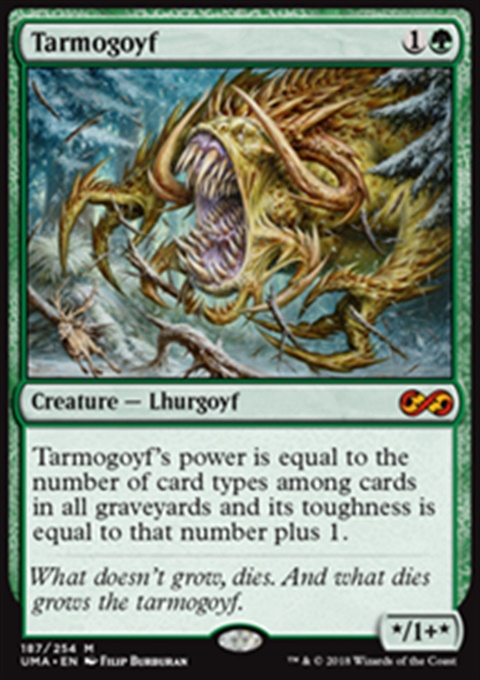 Tarmogoyf 1
Creature — Lhurgoyf
Tarmogoyf's power is equal to the
number of card types among cards
in all graveyards and its toughness is
equal to that number plus 1.
What doesn't grow, dies. And what dies
grows the tarmogoyf.
*/1+*
187/254 M
UMA • EN Filip Burburan
™ & © 2018 Wizards of the Coast